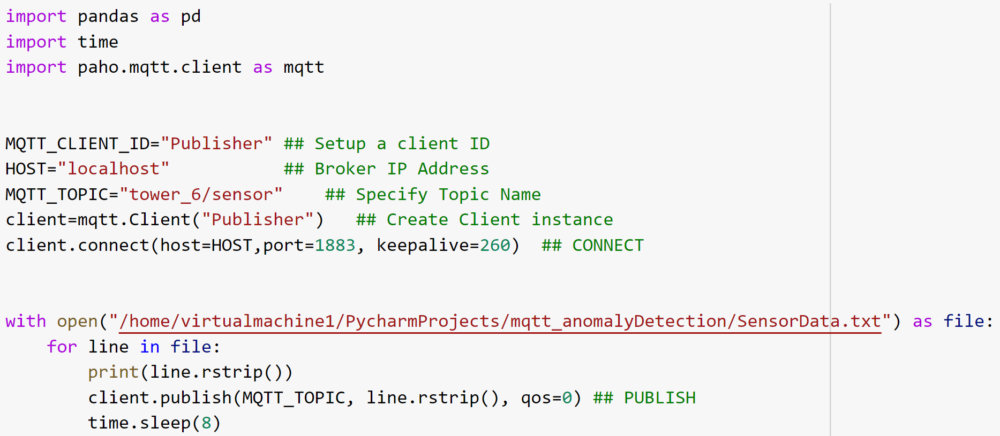 import pandas as pd
import time
import paho.mqtt.client as mqtt
MQTT_CLIENT_ID="Publisher" ## Setup a client ID
HOST="localhost"           ## Broker IP Address
MQTT_TOPIC="tower_6/sensor"    ## Specify Topic Name
client=mqtt.Client("Publisher")   ## Create Client instance
client.connect(host=HOST,port=1883, keepalive=260)  ## CONNECT
with open("/home/virtualmachine1/PycharmProjects/mqtt_anomalyDetection/SensorData.txt") as file:
    for line in file:
        print(line.rstrip())
        client.publish(MQTT_TOPIC, line.rstrip(), qos=0) ## PUBLISH
        time.sleep(8)